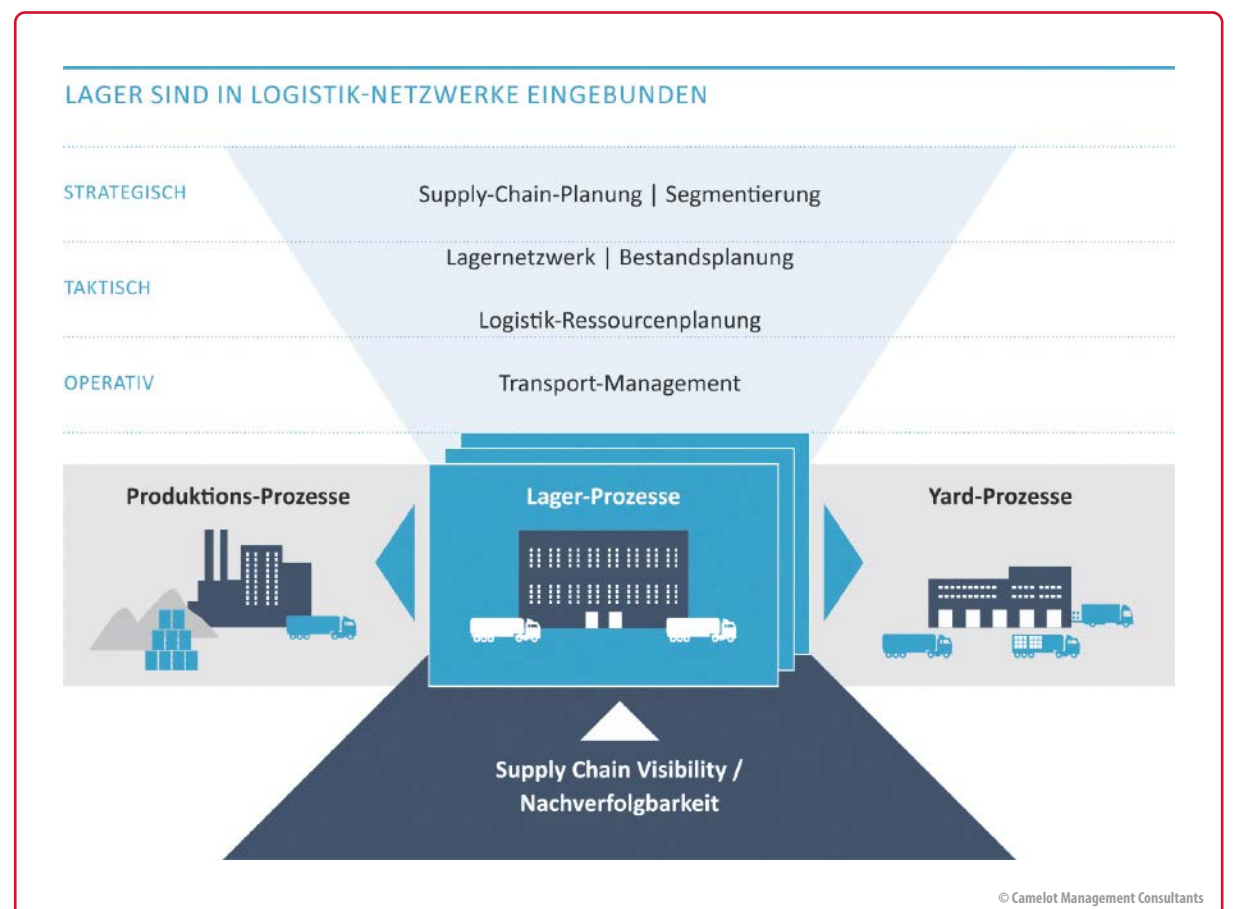 LAGER SIND IN LOGISTIK-NETZWERKE EINGEBUNDEN
STRATEGISCH
Supply-Chain-Planung | Segmentierung
Lagernetzwerk | Bestandsplanung
TAKTISCH
Logistik-Ressourcenplanung
OPERATIV
Transport-Management
Produktions-Prozesse
Lager-Prozesse
Yard-Prozesse
Supply Chain Visibility /
Nachverfolgbarkeit
© Camelot Management Consultants